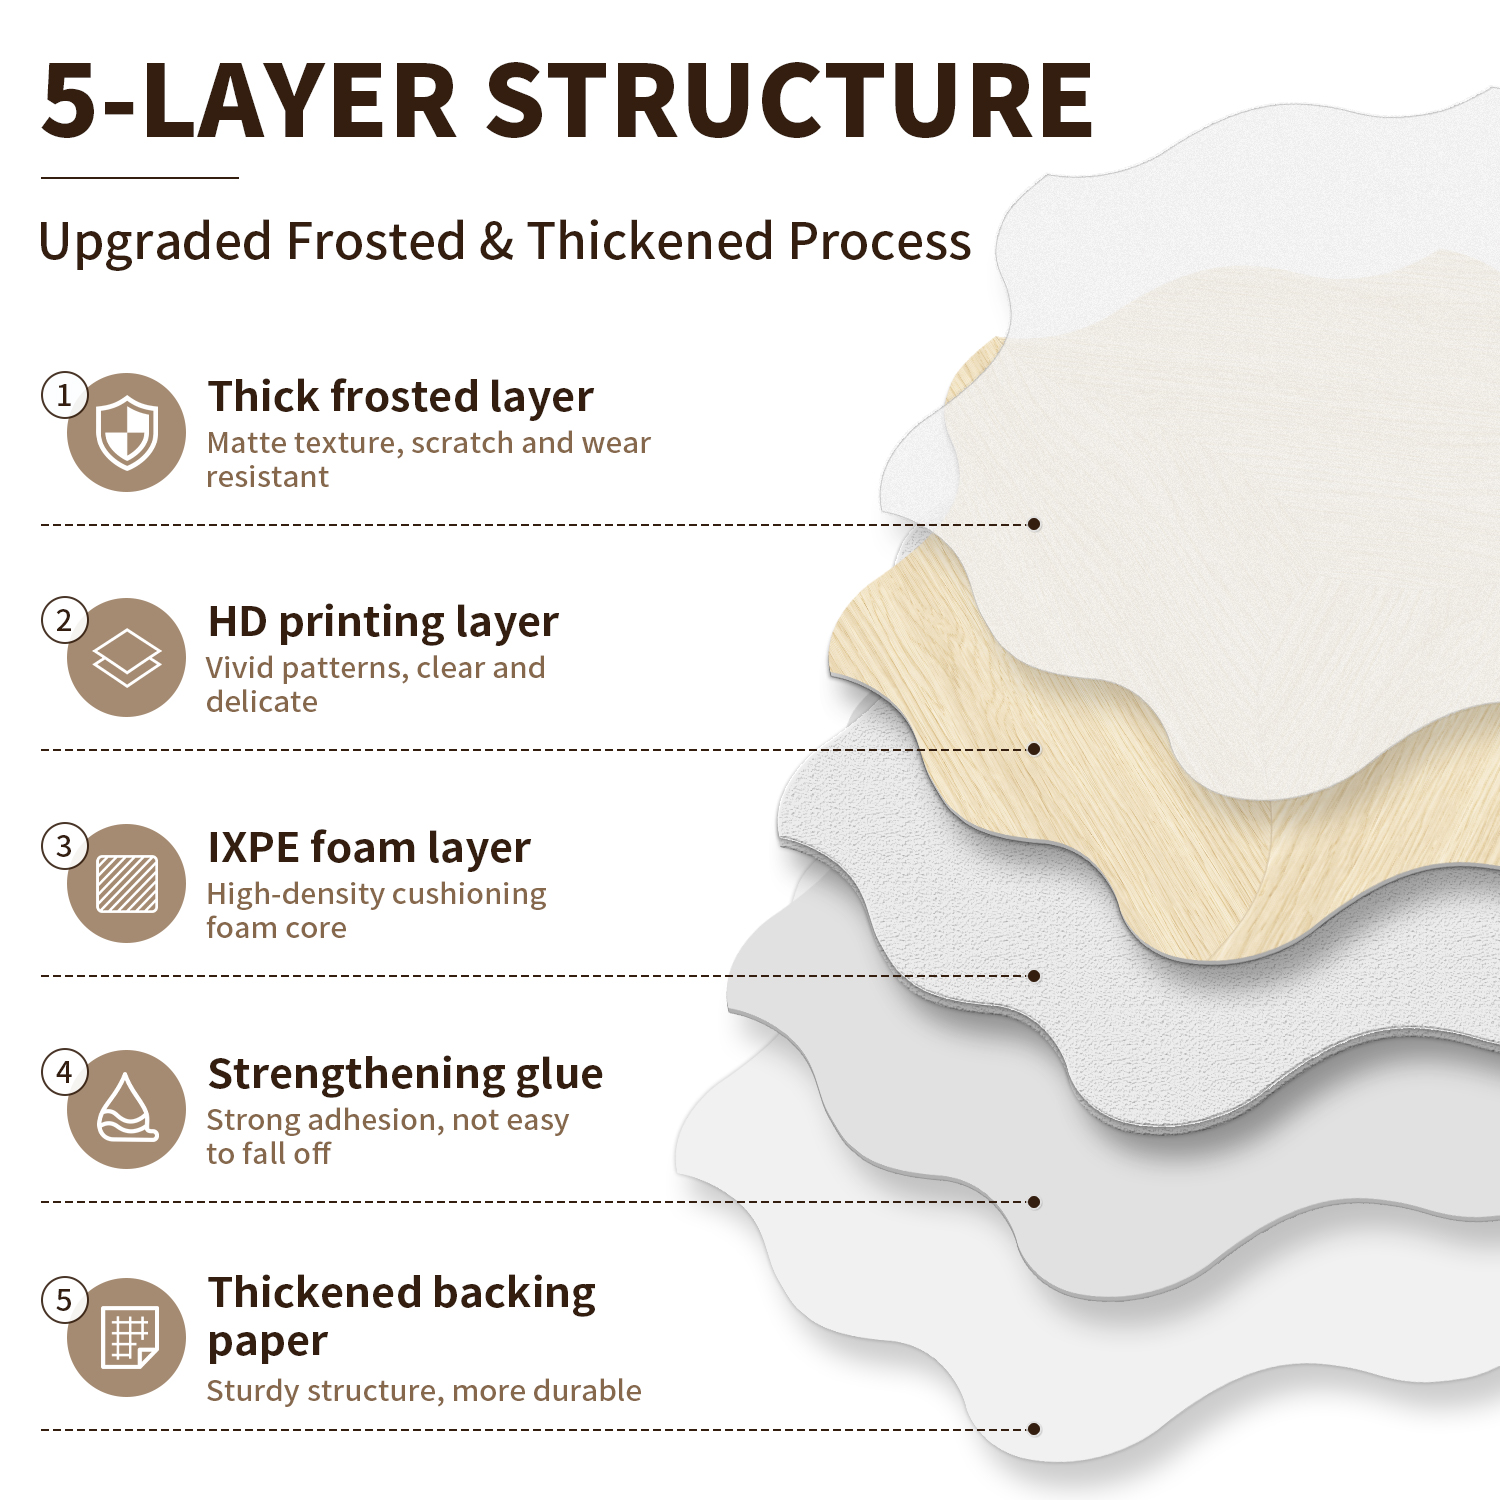 5-LAYER STRUCTURE
Upgraded Frosted & Thickened Process
1
Thick frosted layer
Matte texture, scratch and wear
resistant
2
HD printing layer
Vivid patterns, clear and
delicate
3
IXPE foam layer
High-density cushioning
foam core
4
Strengthening glue
Strong adhesion, not easy
to fall off
5
Thickened backing
paper
Sturdy structure, more durable